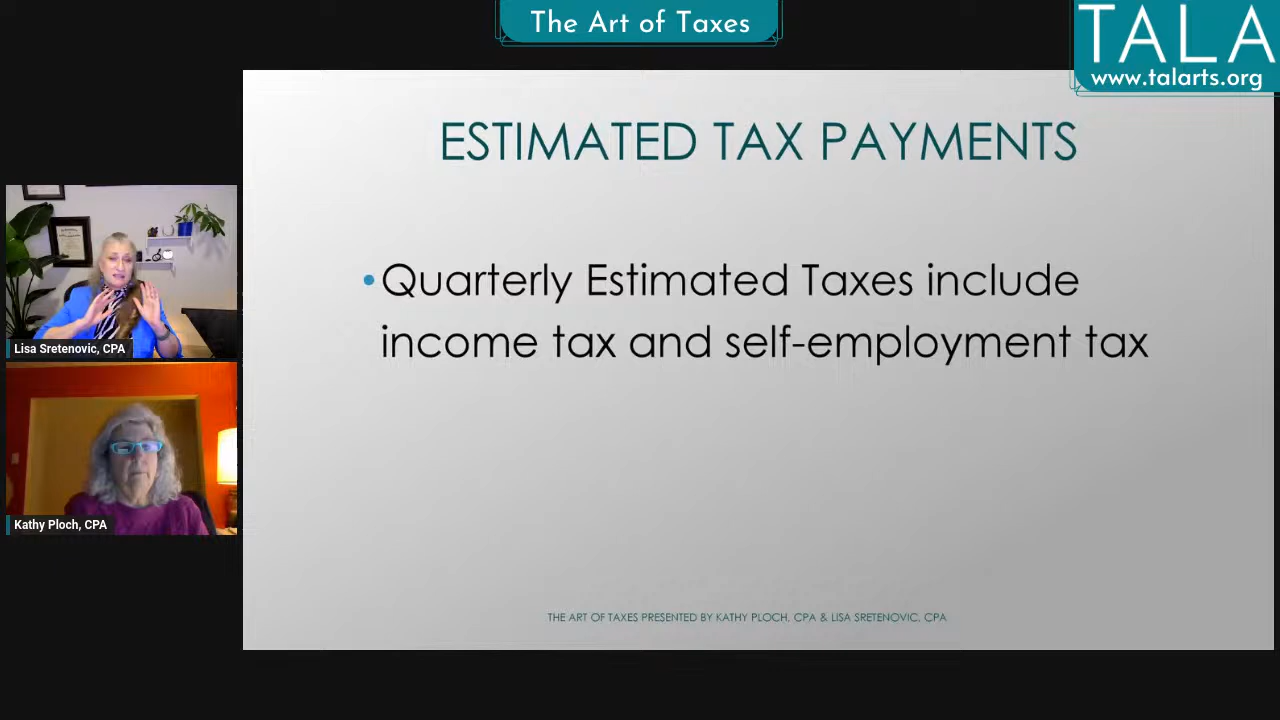 The Art of Taxes
TALA
www.talarts.org
ESTIMATED TAX PAYMENTS
•Quarterly Estimated Taxes include
income tax and self-employment tax
Lisa Sretenovic, CPA
Kathy Ploch, CPA
THE ART OF TAXES PRESENTED BY KATHY PLOCH, CPA & LISA SRETENOVIC, CPA